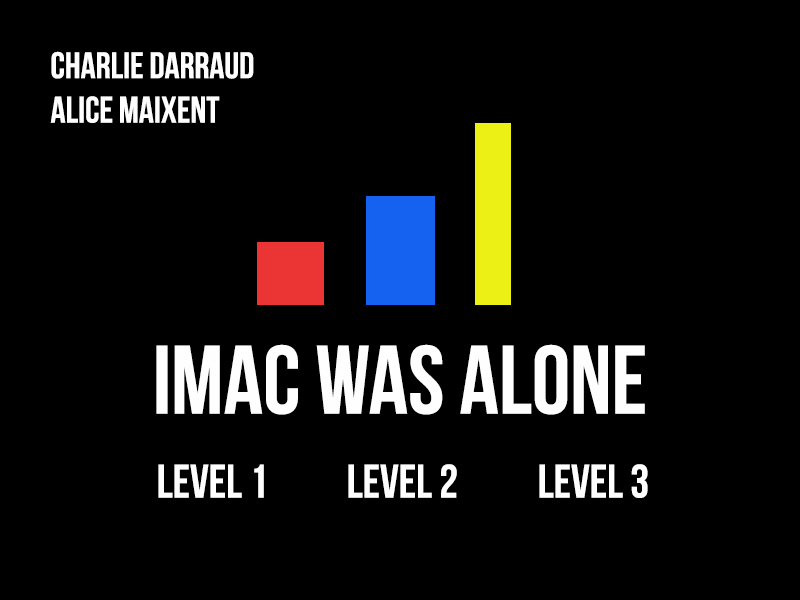 CHARLIE DARRAUD
ALICE MAIXENT
IMAC WAS ALONE
LEVEL 1 LEVEL 2 LEVEL 3